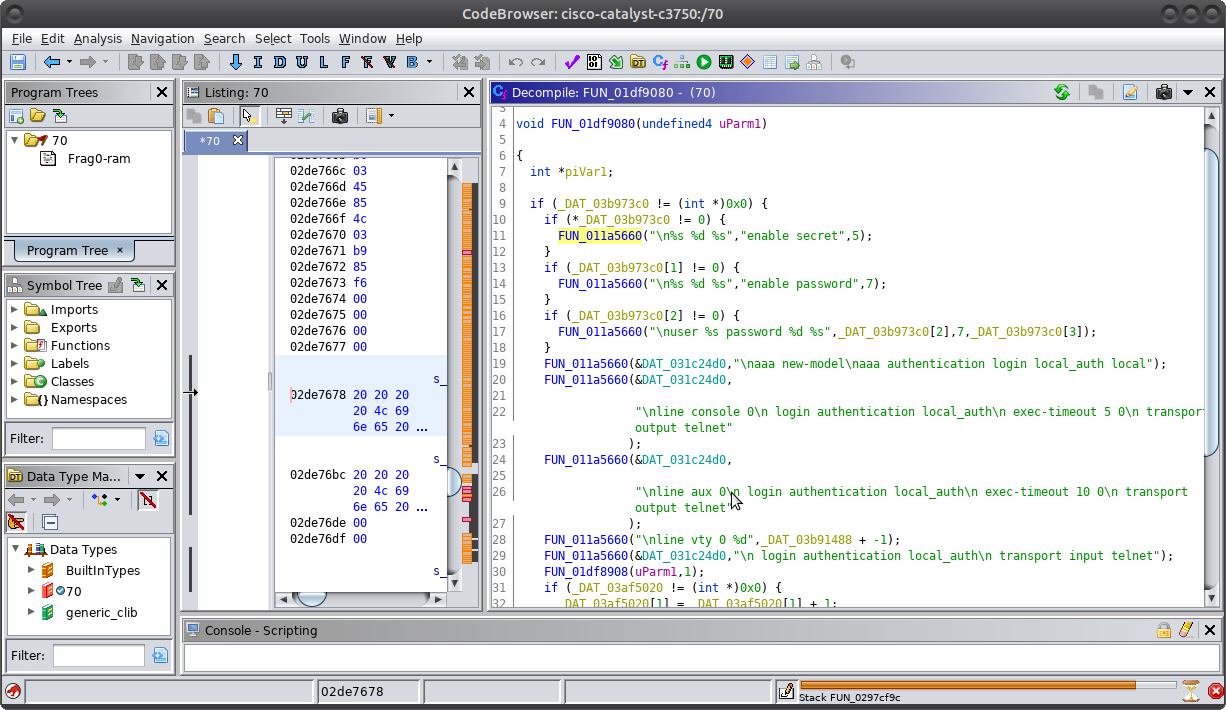 CodeBrowser: cisco-catalyst-c3750:/70
File Edit Analysis Navigation Search Select Tools Window Help
I D U L F B
Program Trees
70
Frag0-ram
Program Tree ×
Symbol Tree
Imports
Exports
Functions
Labels
Classes
Namespaces
Filter:
Data Type Ma...
Data Types
BuiltInTypes
70
generic_clib
Filter:
Listing: 70
*70
02de766c 03
02de766d 45
02de766e 85
02de766f 4c
02de7670 03
02de7671 b9
02de7672 85
02de7673 f6
02de7674 00
02de7675 00
02de7676 00
02de7677 00
s_
02de7678 20 20 20
20 4c 69
6e 65 20 ...
s_
02de76bc 20 20 20
20 4c 69
6e 65 20 ...
02de76de 00
02de76df 00
s_
Decompile: FUN_01df9080 - (70)
3
4 void FUN_01df9080(undefined4 uParm1)
5
6 {
7 int *piVar1;
8
9 if (_DAT_03b973c0 != (int *)0x0) {
10 if (*_DAT_03b973c0 != 0) {
11 FUN_011a5660("\n%s %d %s","enable secret",5);
12 }
13 if (_DAT_03b973c0[1] != 0) {
14 FUN_011a5660("\n%s %d %s","enable password",7);
15 }
16 if (_DAT_03b973c0[2] != 0) {
17 FUN_011a5660("\nuser %s password %d %s",_DAT_03b973c0[2],7,_DAT_03b973c0[3]);
18 }
19 FUN_011a5660(&DAT_031c24d0,"\naaa new-model\naaa authentication login local_auth local");
20 FUN_011a5660(&DAT_031c24d0,
21
22 "\nline console 0\n login authentication local_auth\n exec-timeout 5 0\n transpor
output telnet"
23 );
24 FUN_011a5660(&DAT_031c24d0,
25
26 "\nline aux 0\n login authentication local_auth\n exec-timeout 10 0\n transport
output telnet"
27 );
28 FUN_011a5660("\nline vty 0 %d",_DAT_03b91488 + -1);
29 FUN_011a5660(&DAT_031c24d0,"\n login authentication local_auth\n transport input telnet");
30 FUN_01df8908(uParm1,1);
31 if (_DAT_03af5020 != (int *)0x0) {
32 _DAT_03af5020[1] = _DAT_03af5020[1] + 1;
Console - Scripting
02de7678
Stack FUN_0297cf9c